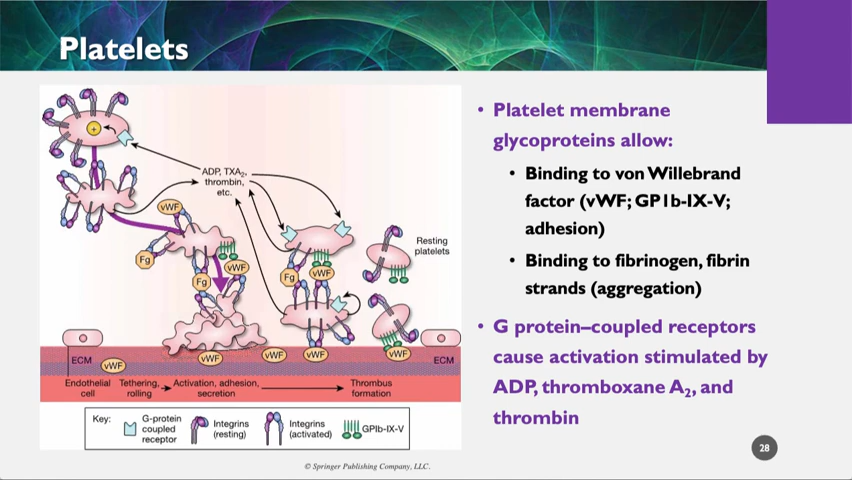 Platelets
ADP, TXA₂,
thrombin,
etc.
vWF
Fg
Fg
vWF
Fg
vWF
Resting
platelets
ECM
vWF
vWF
vWF
vWF
vWF
ECM
Endothelial
cell
Tethering,
rolling
Activation, adhesion,
secretion
Thrombus
formation
Key:
G-protein
coupled
receptor
Integrins
(resting)
Integrins
(activated)
GPIb-IX-V
© Springer Publishing Company, LLC.
• Platelet membrane
glycoproteins allow:
• Binding to von Willebrand
factor (vWF; GP1b-IX-V;
adhesion)
• Binding to fibrinogen, fibrin
strands (aggregation)
• G protein–coupled receptors
cause activation stimulated by
ADP, thromboxane A₂, and
thrombin
28